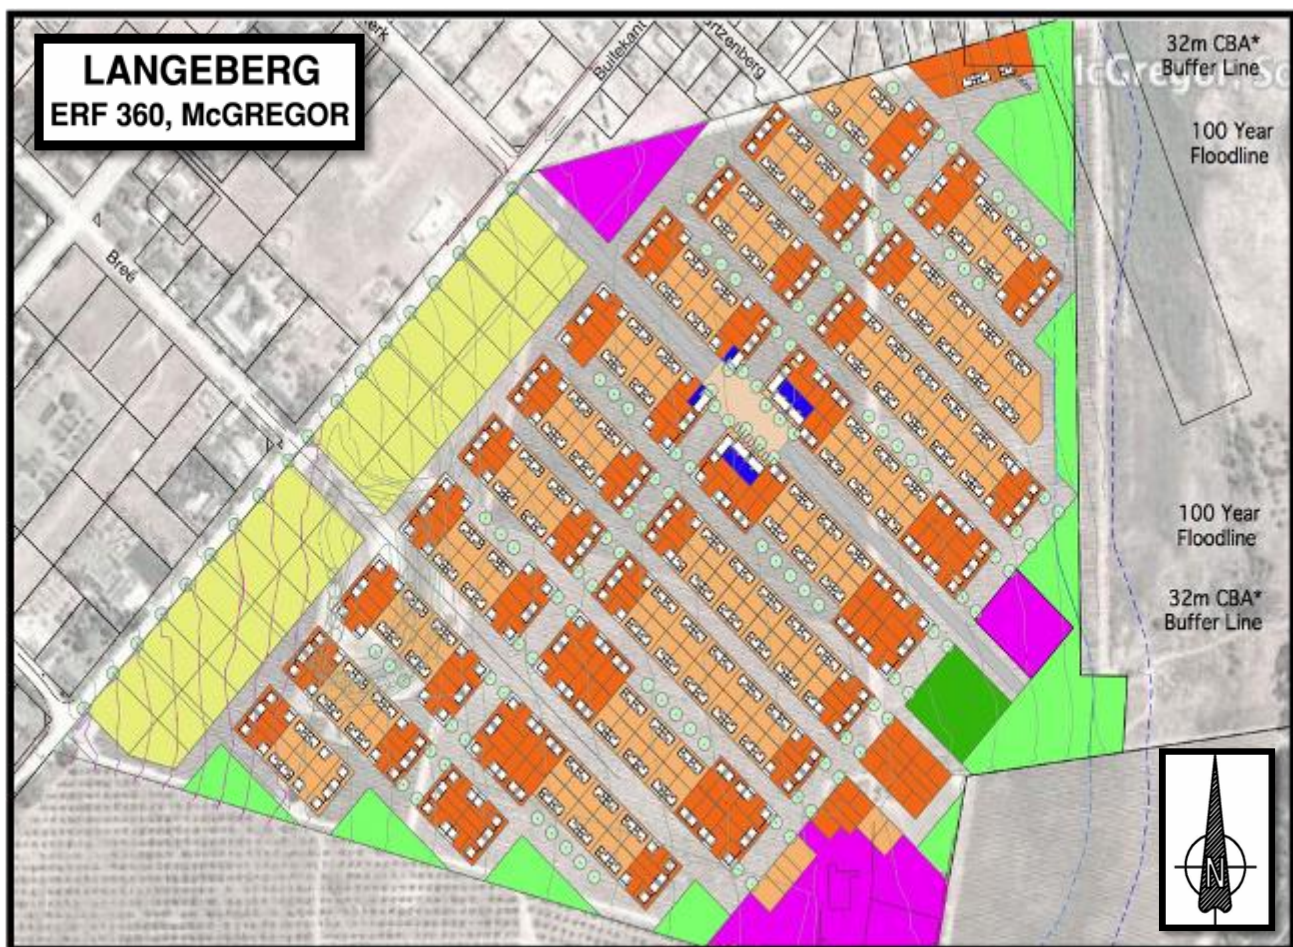 LANGEBERG
ERF 360, McGREGOR
Buitekant
Breë
32m CBA*
Buffer Line
100 Year
Floodline
100 Year
Floodline
32m CBA*
Buffer Line
N